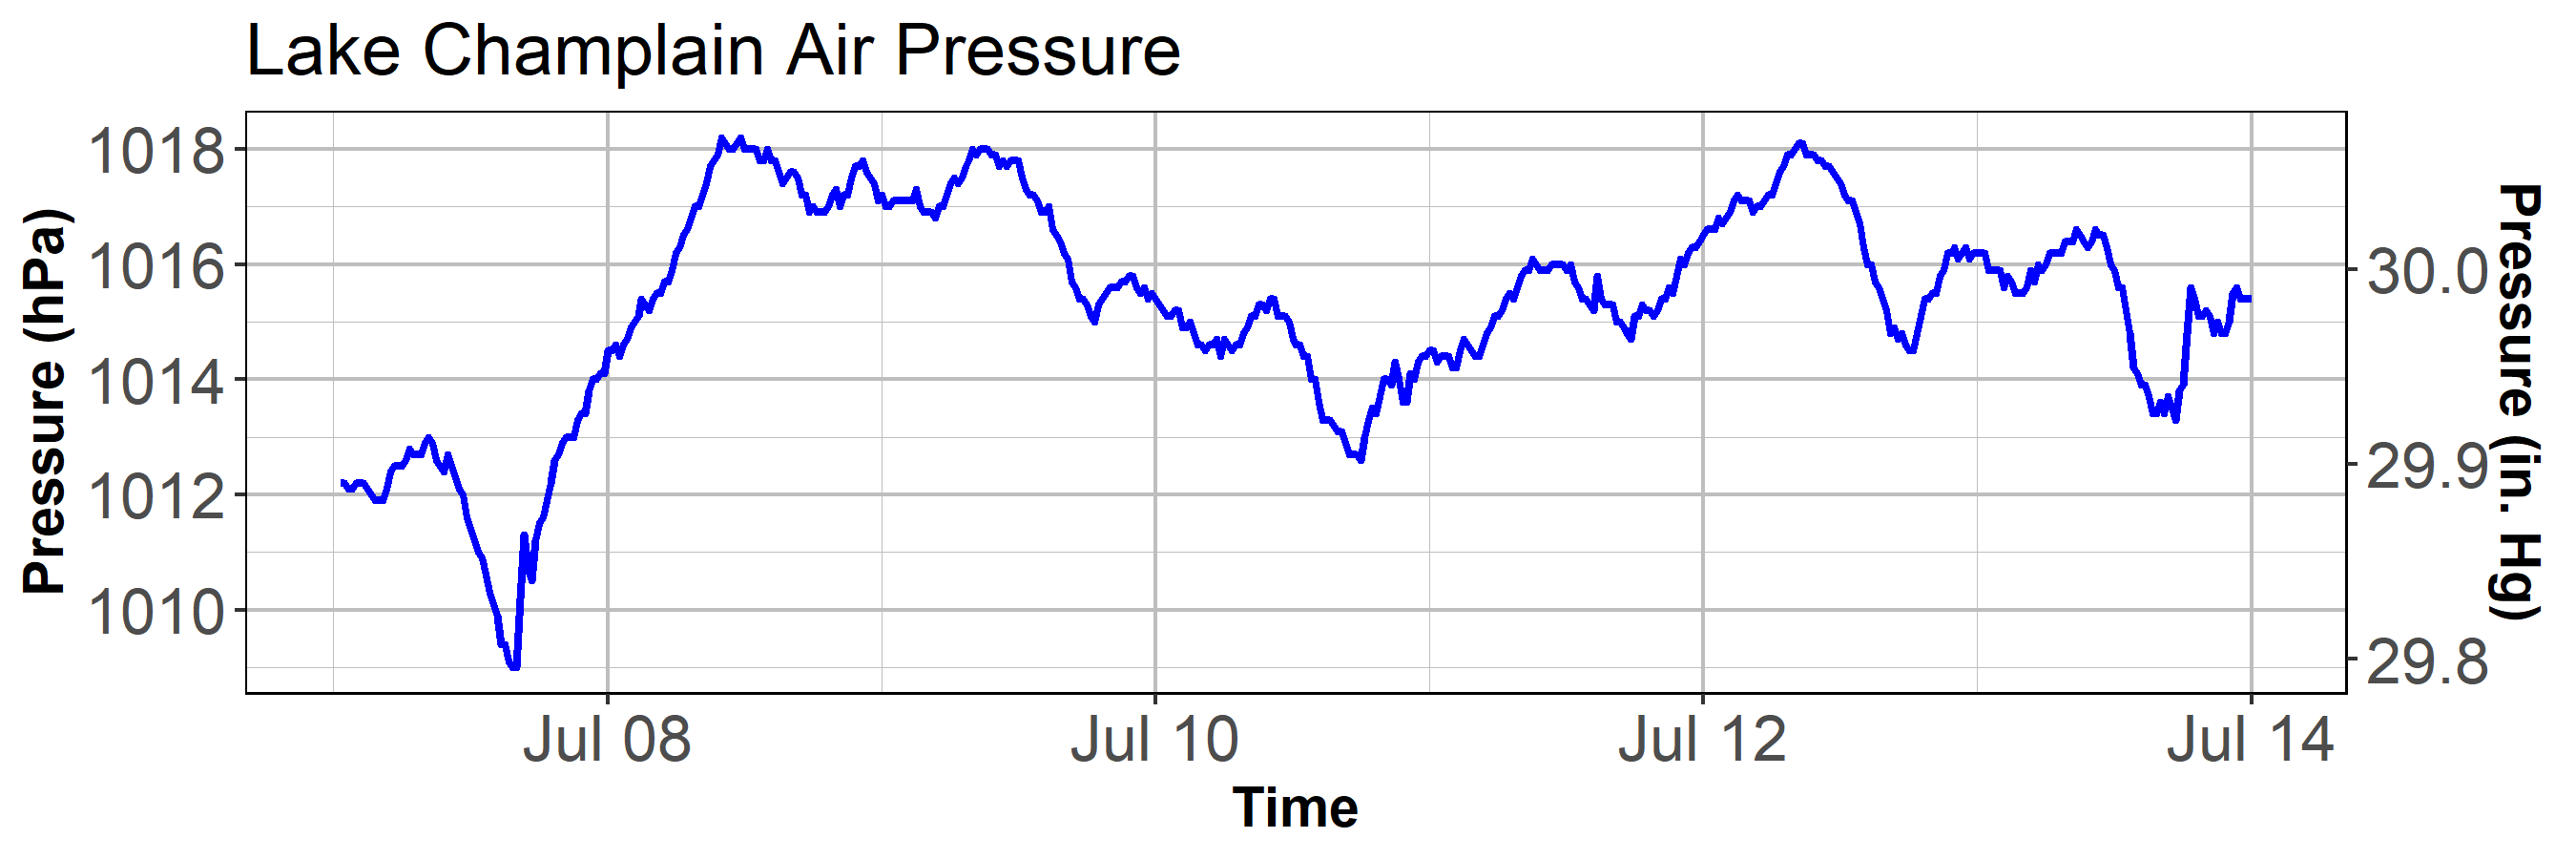 Lake Champlain Air Pressure
Pressure (hPa)
1018
1016
1014
1012
1010
30.0
29.9
29.8
Pressure (in. Hg)
Jul 08
Jul 10
Jul 12
Jul 14
Time